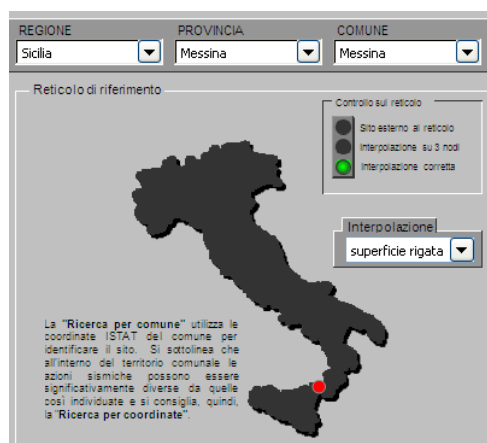 REGIONE PROVINCIA COMUNE
Sicilia Messina Messina
Reticolo di riferimento
Controllo sul reticolo
Sito esterno al reticolo
Interpolazione su 3 nodi
Interpolazione corretta
Interpolazione
superficie rigata
La "Ricerca per comune" utilizza le
coordinate ISTAT del comune per
identificare il sito. Si sottolinea che
all'interno del territorio comunale le
azioni sismiche possono essere
significativamente diverse da quelle
così individuate e si consiglia, quindi,
la "Ricerca per coordinate".